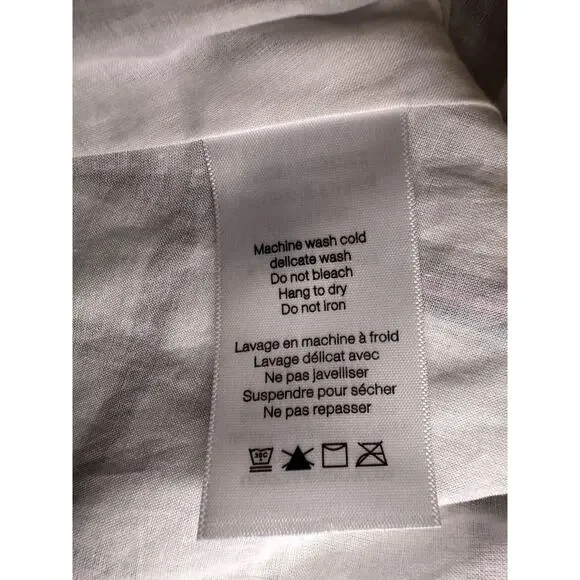 Machine wash cold
delicate wash
Do not bleach
Hang to dry
Do not iron
Lavage en machine à froid
Lavage délicat avec
Ne pas javelliser
Suspendre pour sécher
Ne pas repasser
30C